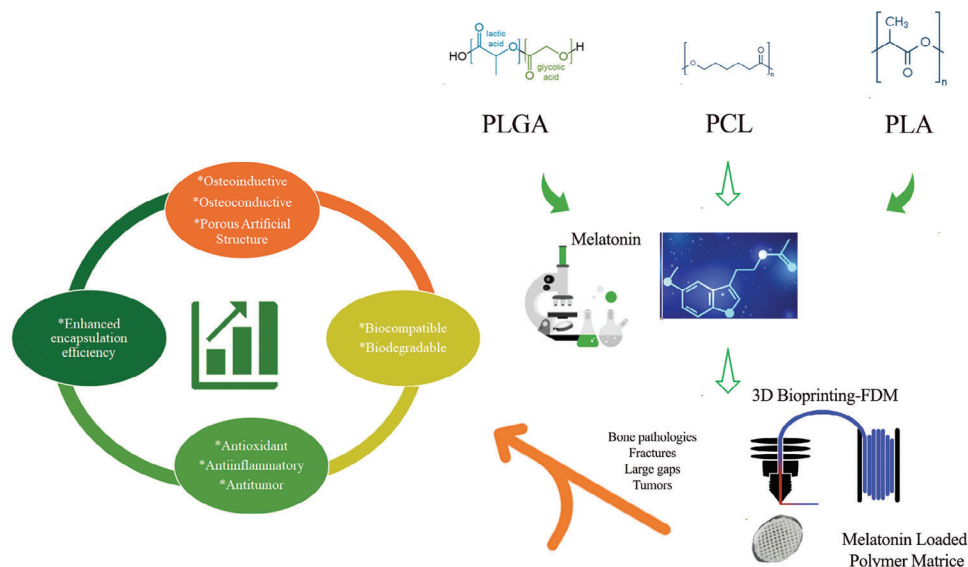 O
lactic
acid
O
H
HO
O
O
glycolic
acid
O
O
n
CH3
O
O
n
PLGA
PCL
PLA
*Osteoinductive
*Osteoconductive
*Porous Artificial
Structure
*Enhanced
encapsulation
efficiency
*Biocompatible
*Biodegradable
*Antioxidant
*Antiinflammatory
*Antitumor
Melatonin
3D Bioprinting-FDM
Bone pathologies
Fractures
Large gaps
Tumors
Melatonin Loaded
Polymer Matrice